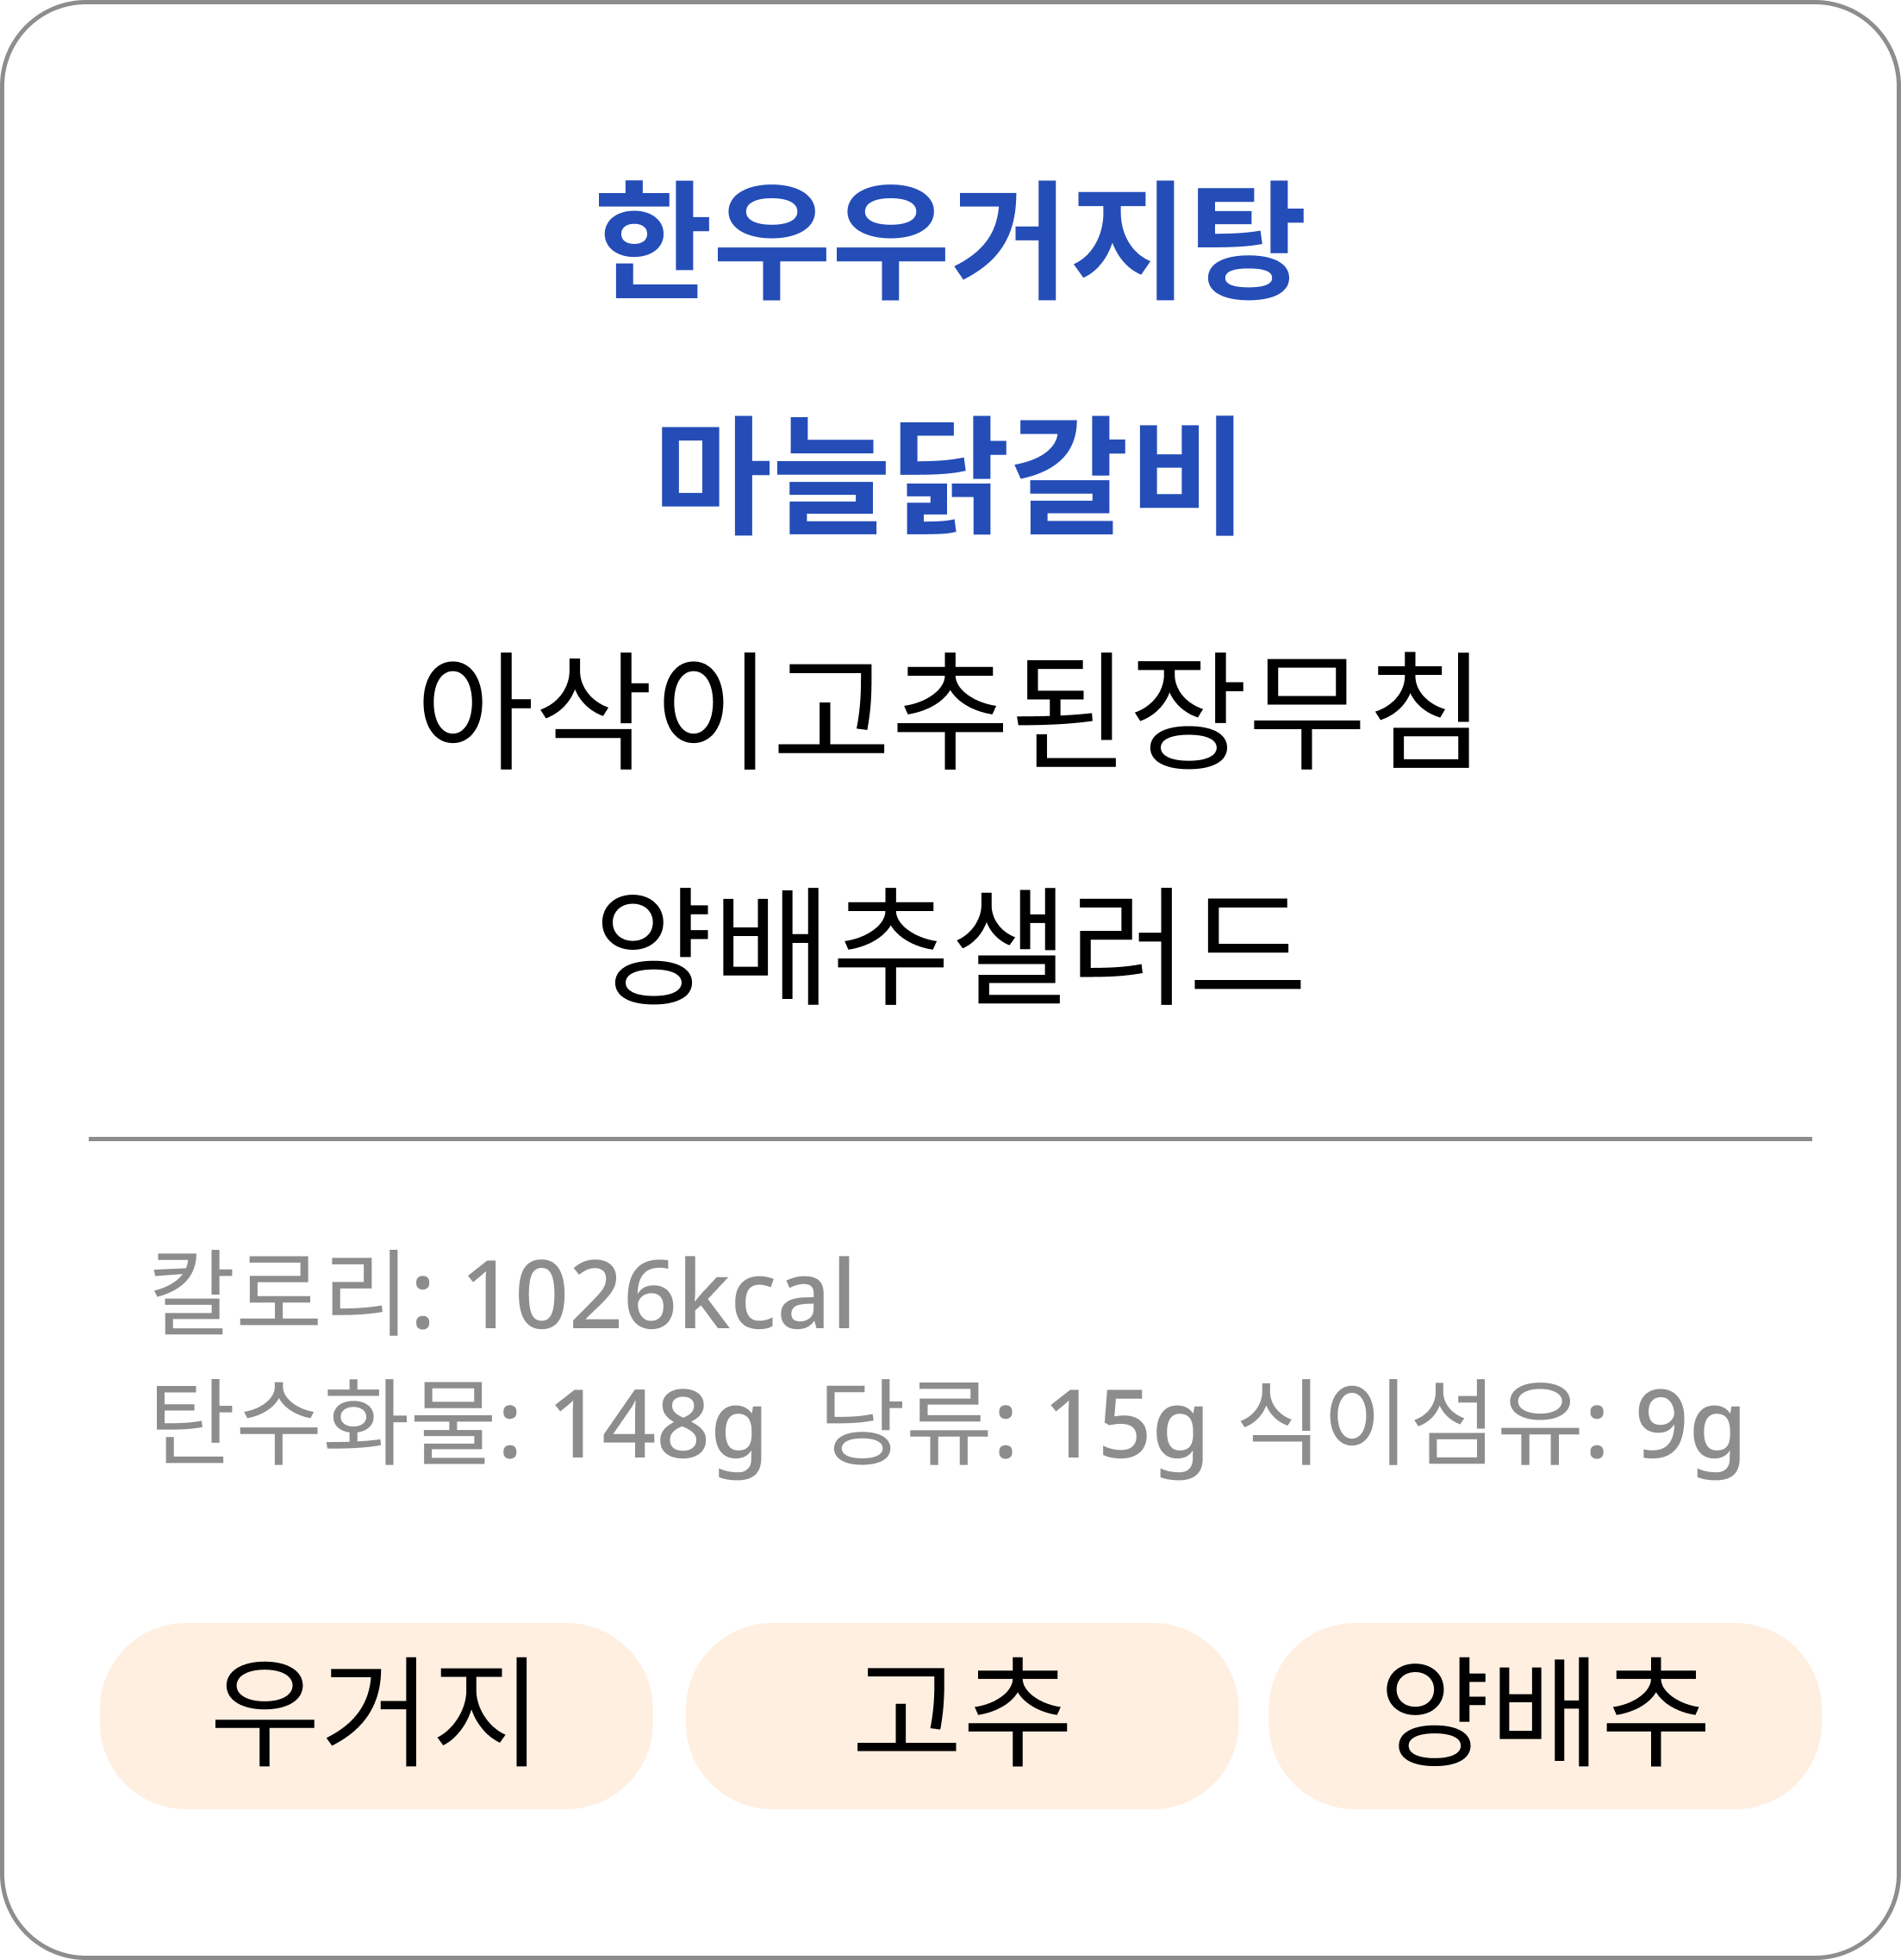 한우우거지탕
마늘닭갈비
아삭이고추된장무침
양배추샐러드
칼로리: 1026kcal
탄수화물: 148g 당류: 15g 식이섬유: 9g
우거지 고추 양배추